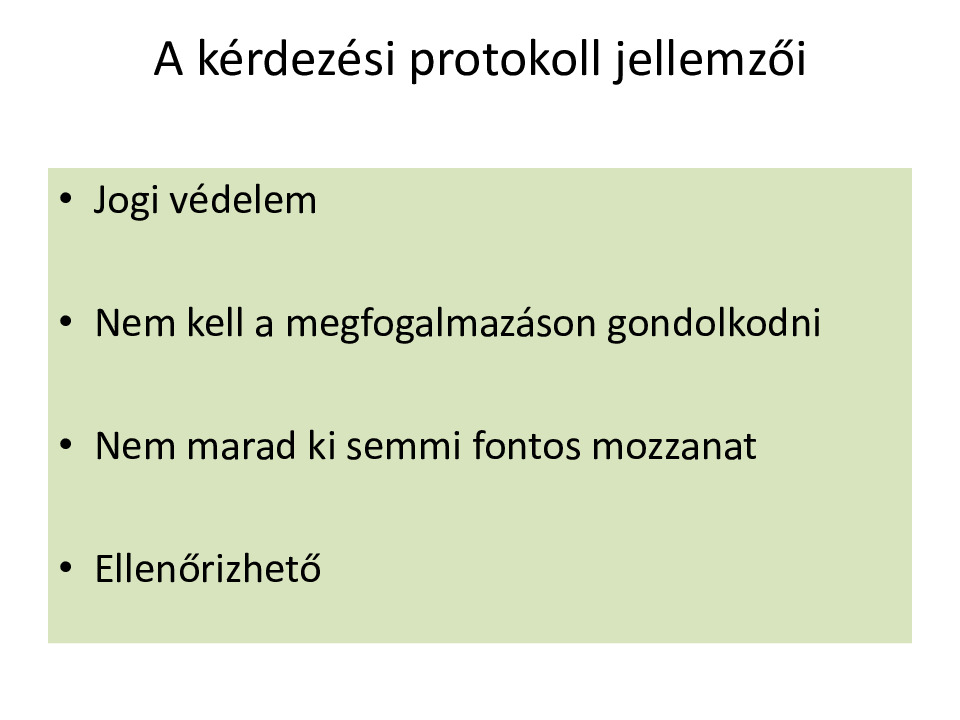 A kérdezési protokoll jellemzői
• Jogi védelem
• Nem kell a megfogalmazáson gondolkodni
• Nem marad ki semmi fontos mozzanat
• Ellenőrizhető